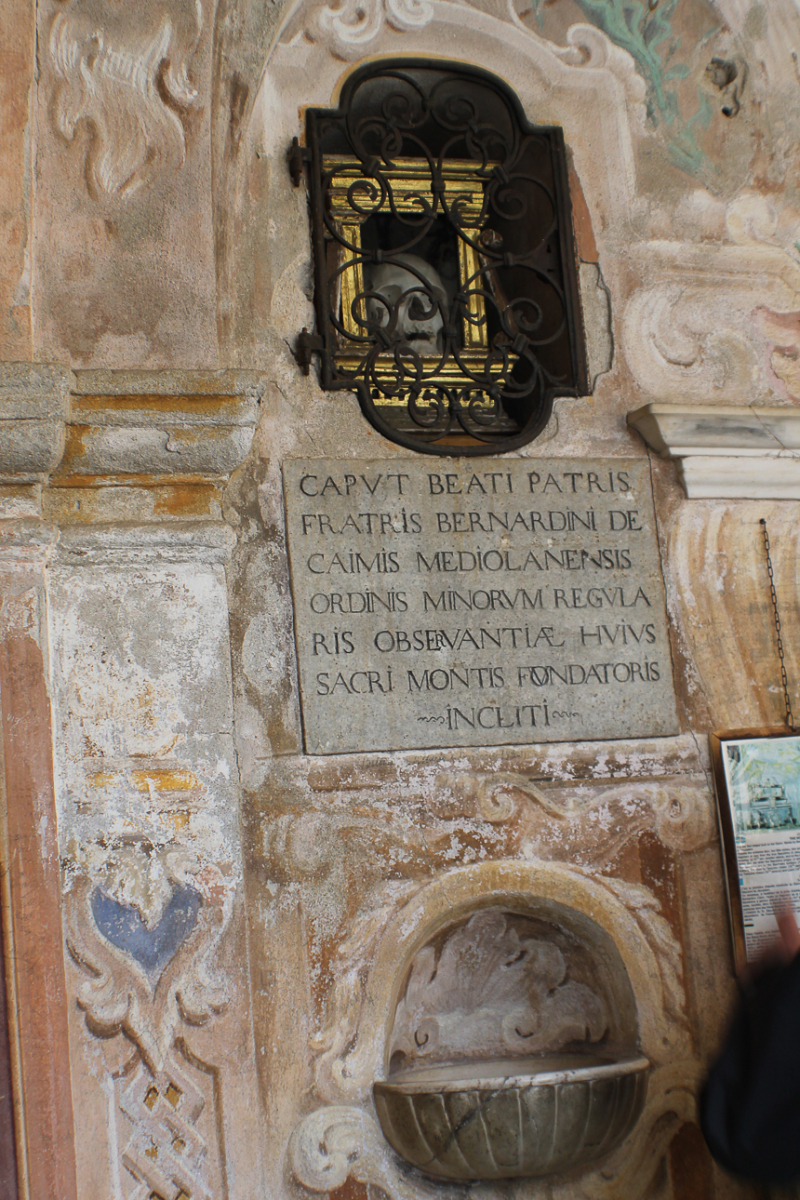 CAPVT BEATI PATRIS
FRATRIS BERNARDINI DE
CAIMIS MEDIOLANENSIS
ORDINIS MINORVM REGVLA
RIS OBSERVANTIÆ HVIVS
SACRI MONTIS FVNDATORIS
~INCLITI~